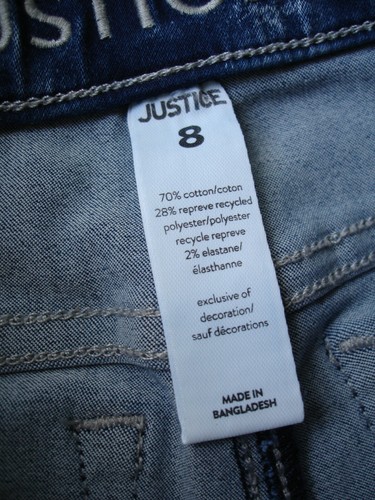 JUSTICE
JUSTICE
8
70% cotton/coton
28% repreve recycled
polyester/polyester
recycle repreve
2% elastane/
élasthanne
exclusive of
decoration/
sauf décorations
MADE IN
BANGLADESH